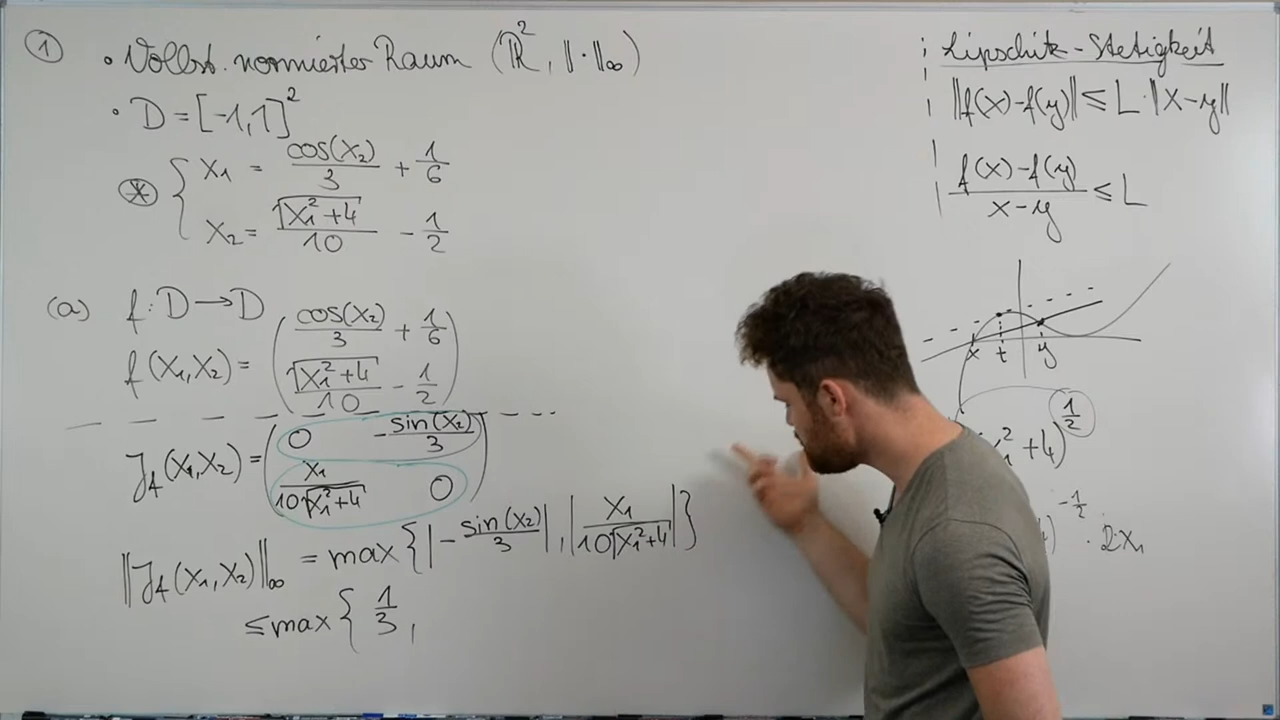 ① • Vollst. normierter Raum (ℝ², ‖·‖∞)
• D = [-1,1]²
⊛ { x₁ = cos(x₂)/3 + 1/6
x₂ = √(x₁²+4)/10 - 1/2
(a) f: D → D
f(x₁,x₂) = ( cos(x₂)/3 + 1/6
√(x₁²+4)/10 - 1/2 )
J_f(x₁,x₂) = ( 0 -sin(x₂)/3
x₁/(10√(x₁²+4)) 0 )
‖J_f(x₁,x₂)‖∞ = max{ |-sin(x₂)/3| , |x₁/(10√(x₁²+4))| }
≤ max{ 1/3 ,
Lipschitz-Stetigkeit
‖f(x)-f(y)‖ ≤ L·‖x-y‖
(f(x)-f(y))/(x-y) ≤ L
x t y
₁² +4)^(1/2)
)^(-1/2) · 2x₁